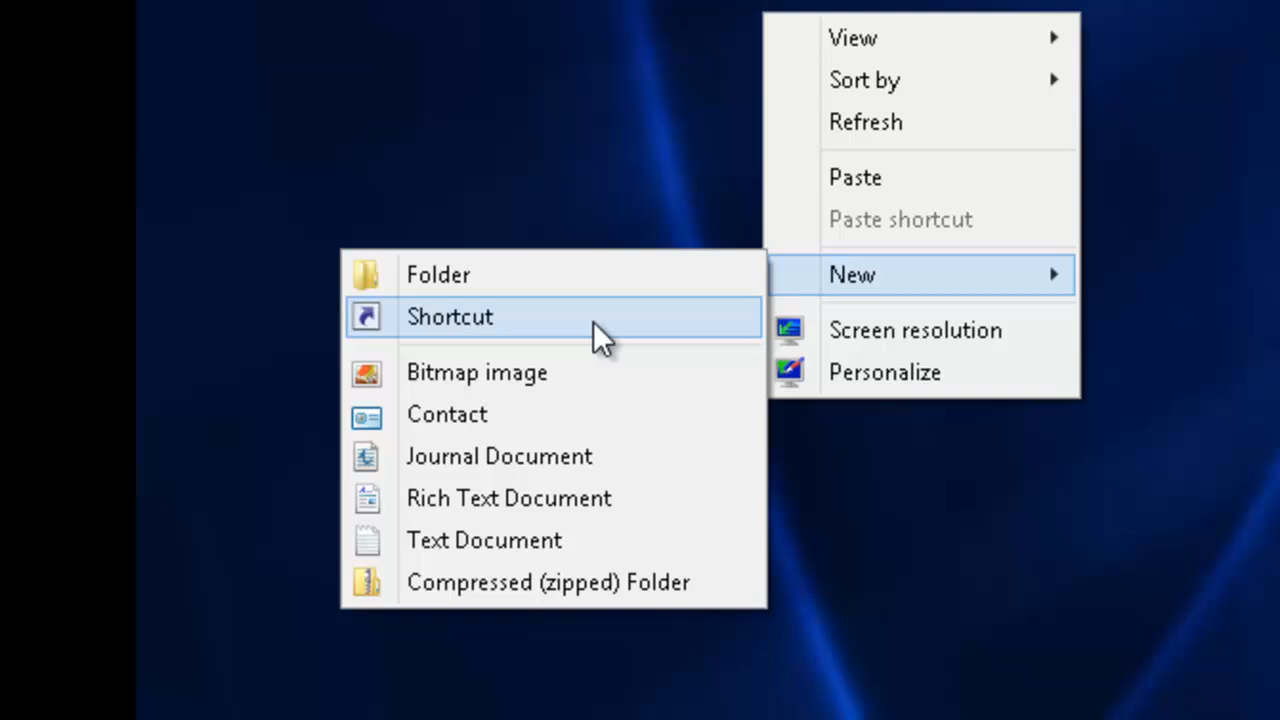 View
Sort by
Refresh
Paste
Paste shortcut
New
Screen resolution
Personalize
Folder
Shortcut
Bitmap image
Contact
Journal Document
Rich Text Document
Text Document
Compressed (zipped) Folder